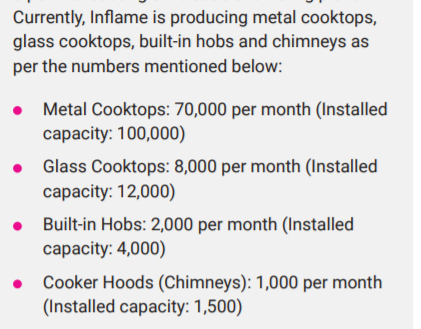 Currently, Inflame is producing metal cooktops,
glass cooktops, built-in hobs and chimneys as
per the numbers mentioned below:
Metal Cooktops: 70,000 per month (Installed
capacity: 100,000)
Glass Cooktops: 8,000 per month (Installed
capacity: 12,000)
Built-in Hobs: 2,000 per month (Installed
capacity: 4,000)
Cooker Hoods (Chimneys): 1,000 per month
(Installed capacity: 1,500)